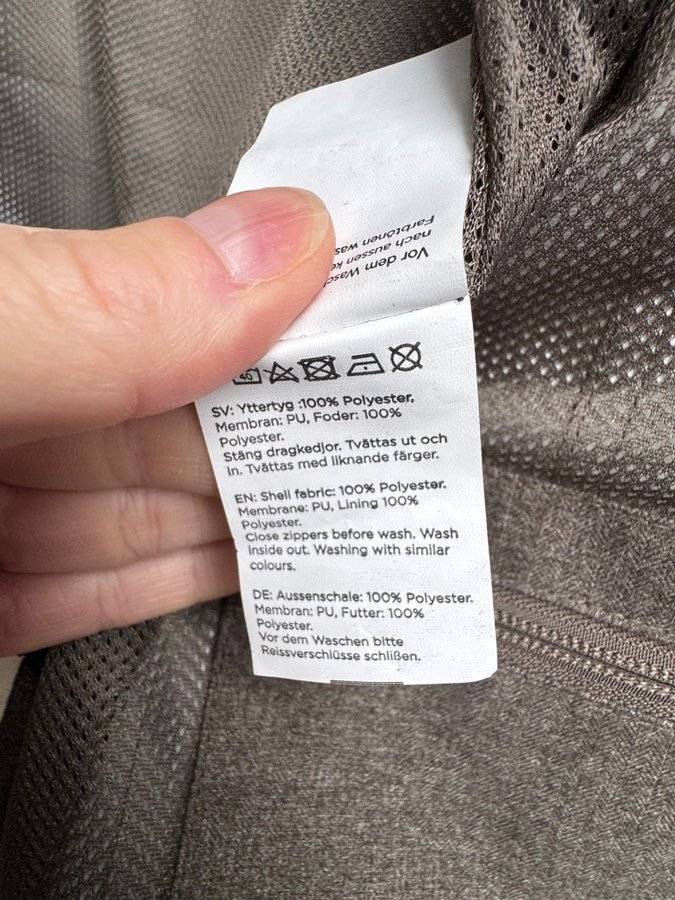 Vor dem Wasc
nach aussen ke
Farbtönen was
40
SV: Yttertyg :100% Polyester,
Membran: PU, Foder: 100%
Polyester.
Stäng dragkedjor. Tvättas ut och
in. Tvättas med liknande färger.
EN: Shell fabric: 100% Polyester.
Membrane: PU, Lining 100%
Polyester.
Close zippers before wash. Wash
Inside out. Washing with similar
colours.
DE: Aussenschale: 100% Polyester.
Membran: PU, Futter: 100%
Polyester.
Vor dem Waschen bitte
Reissverschlüsse schlißen.